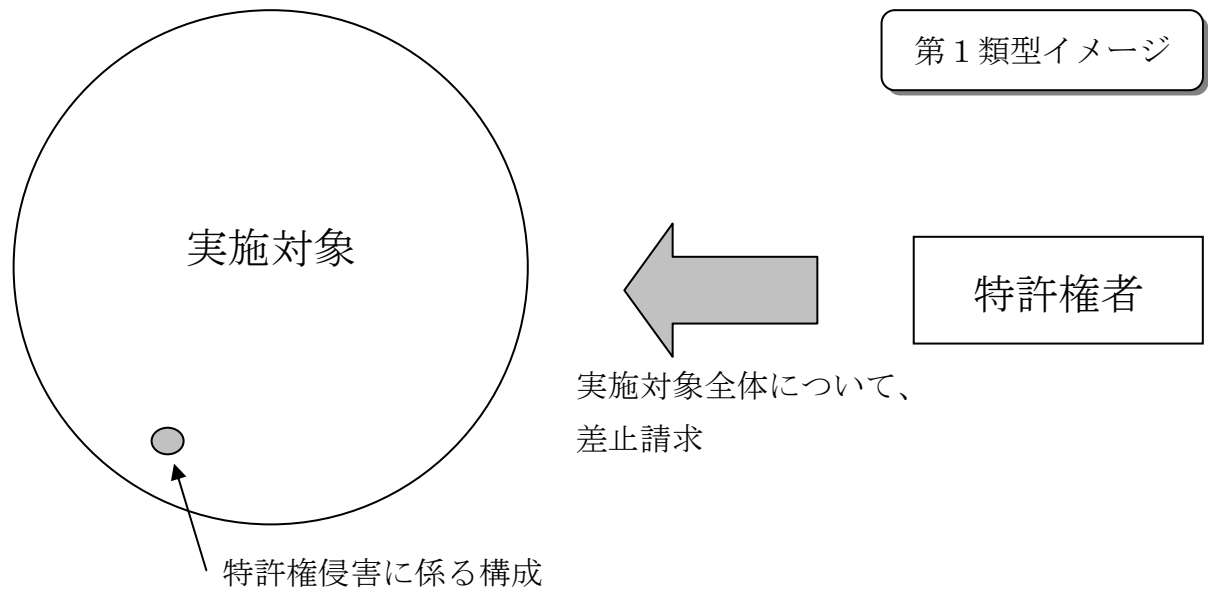 第１類型イメージ
実施対象
特許権者
実施対象全体について、
差止請求
特許権侵害に係る構成